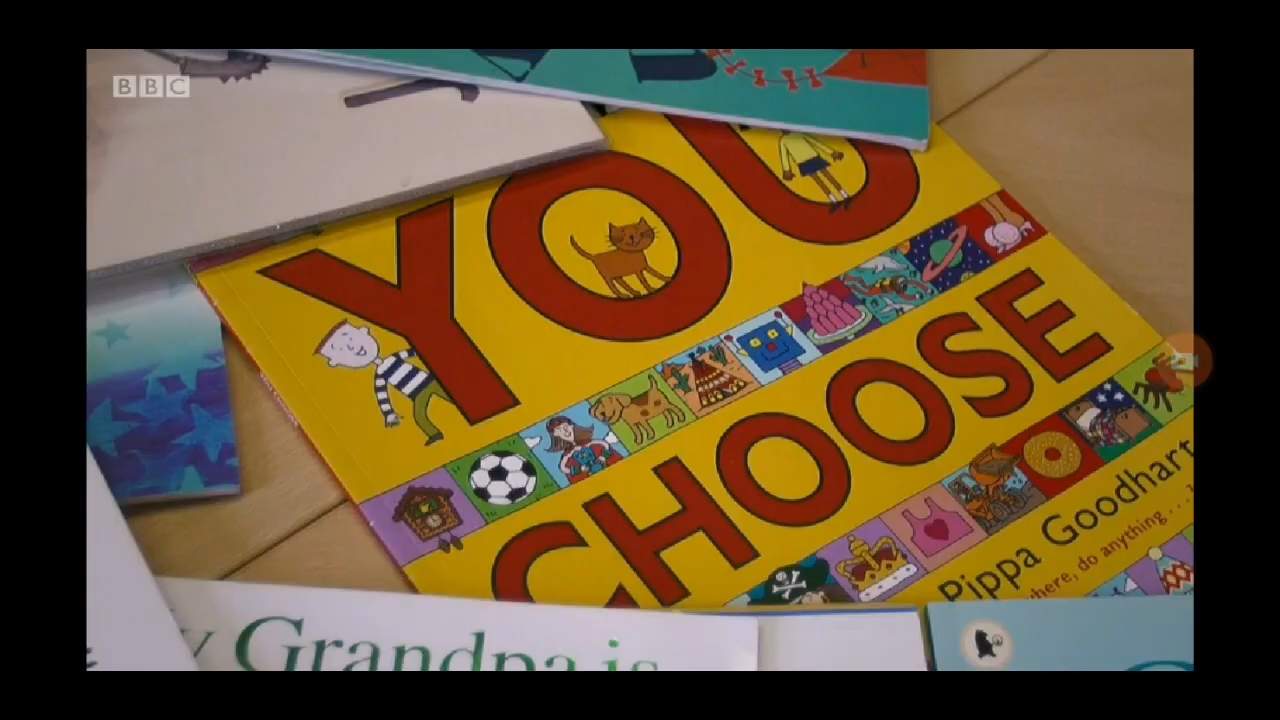 BBC
YOU
CHOOSE
Pippa Goodhart
here, do anything...
Grandpa is